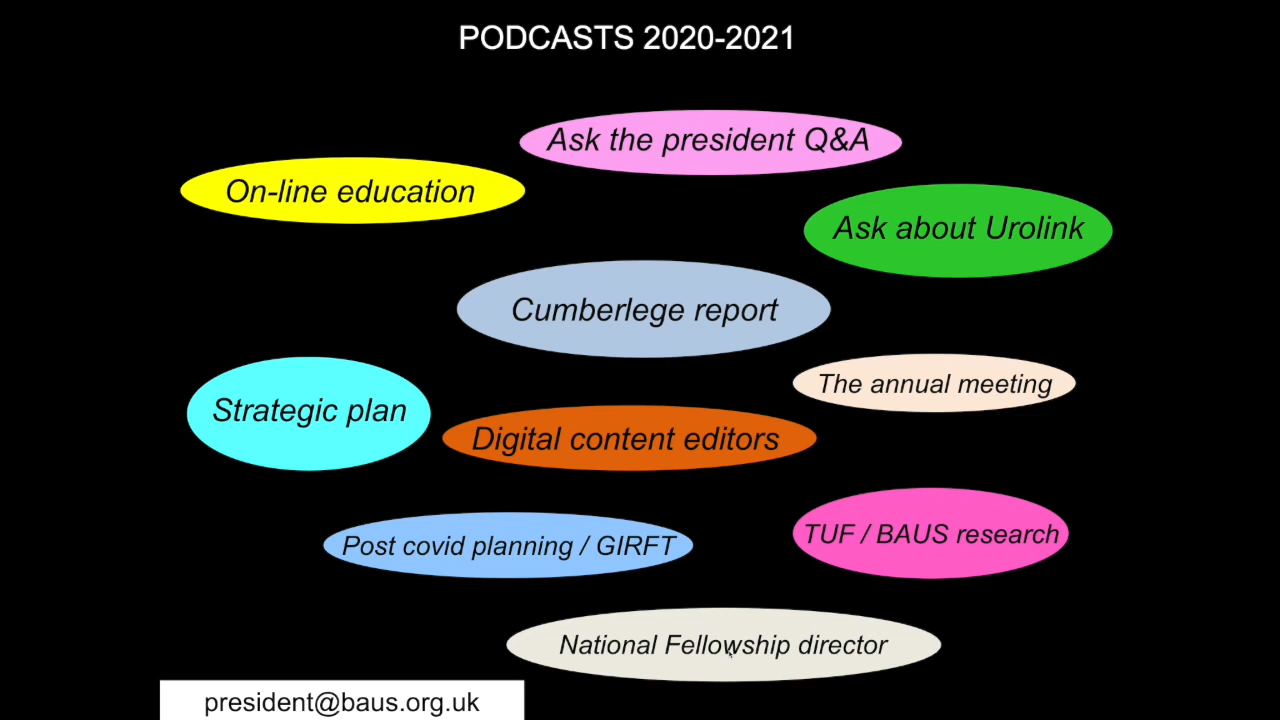 PODCASTS 2020-2021
Ask the president Q&A
On-line education
Ask about Urolink
Cumberlege report
The annual meeting
Strategic plan
Digital content editors
TUF / BAUS research
Post covid planning / GIRFT
National Fellowship director
president@baus.org.uk